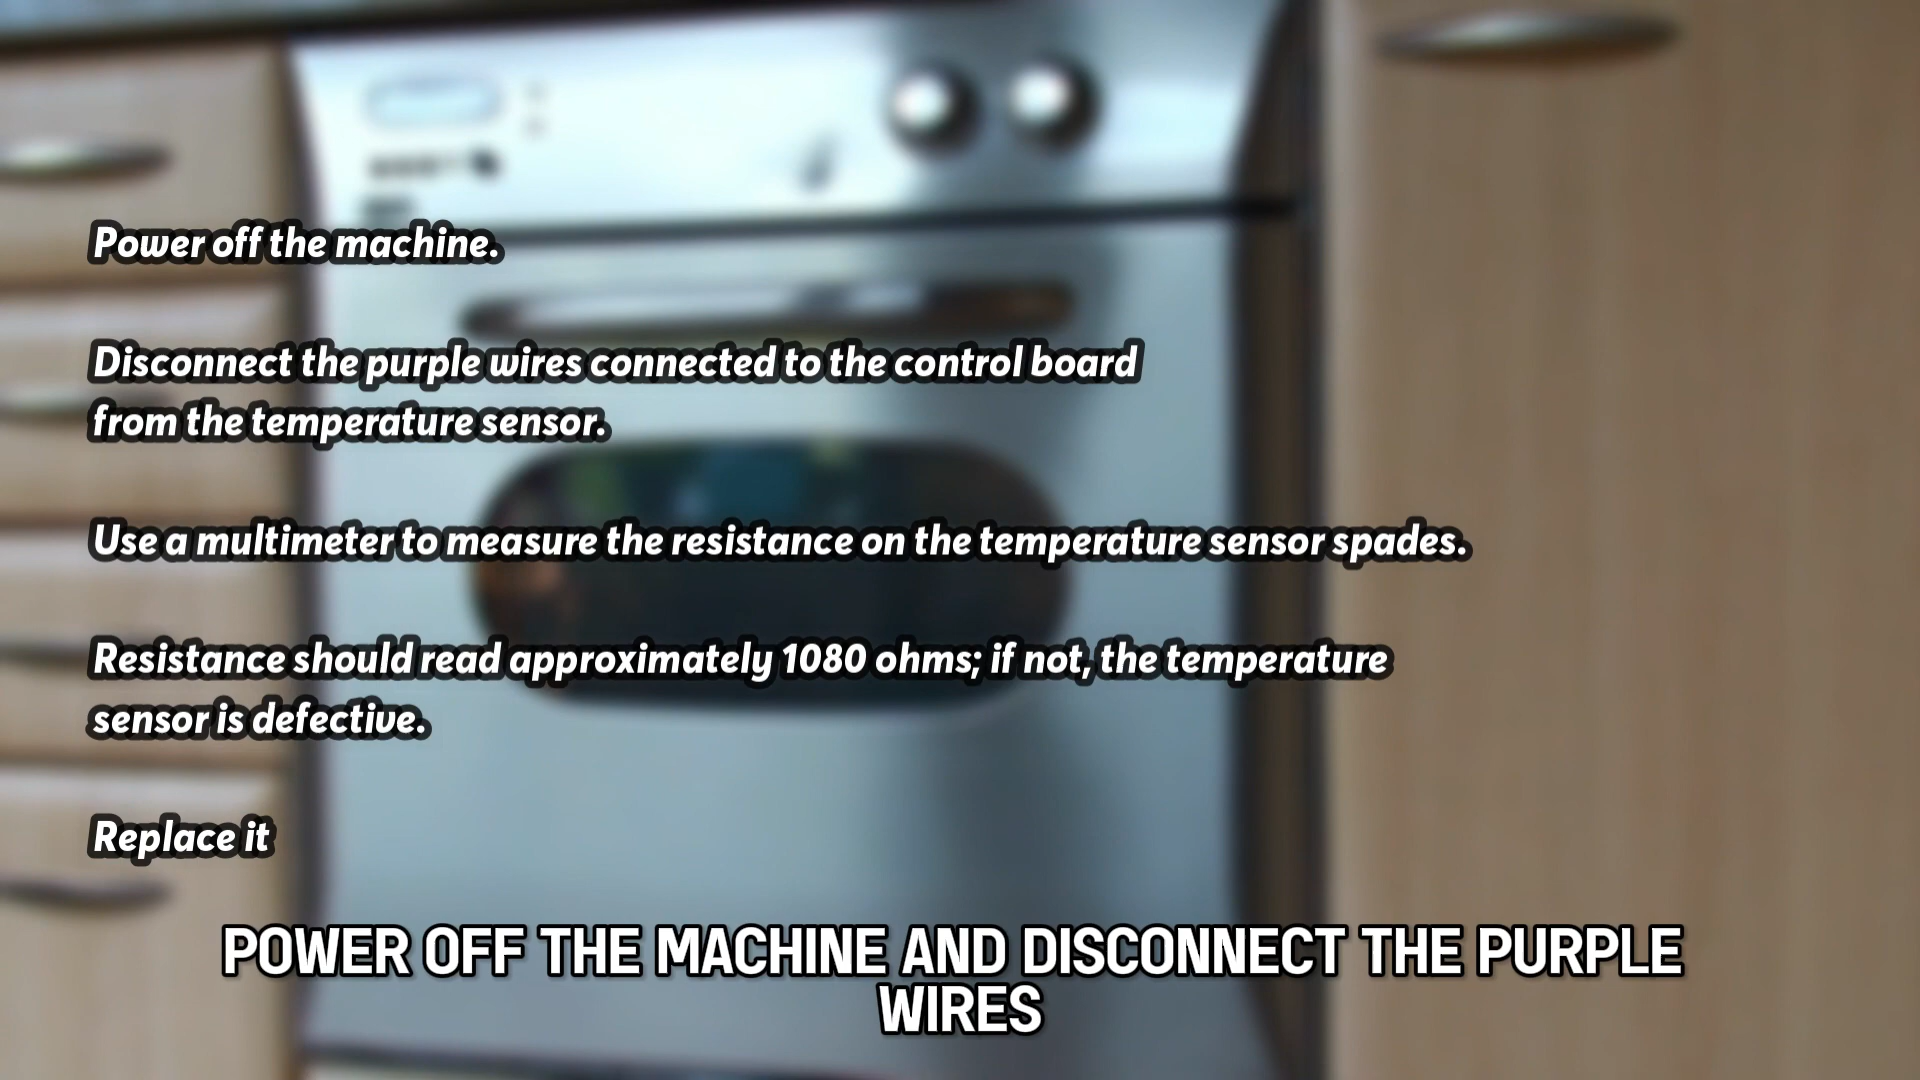 Power off the machine.
Disconnect the purple wires connected to the control board
from the temperature sensor.
Use a multimeter to measure the resistance on the temperature sensor spades.
Resistance should read approximately 1080 ohms; if not, the temperature
sensor is defective.
Replace it
POWER OFF THE MACHINE AND DISCONNECT THE PURPLE
WIRES